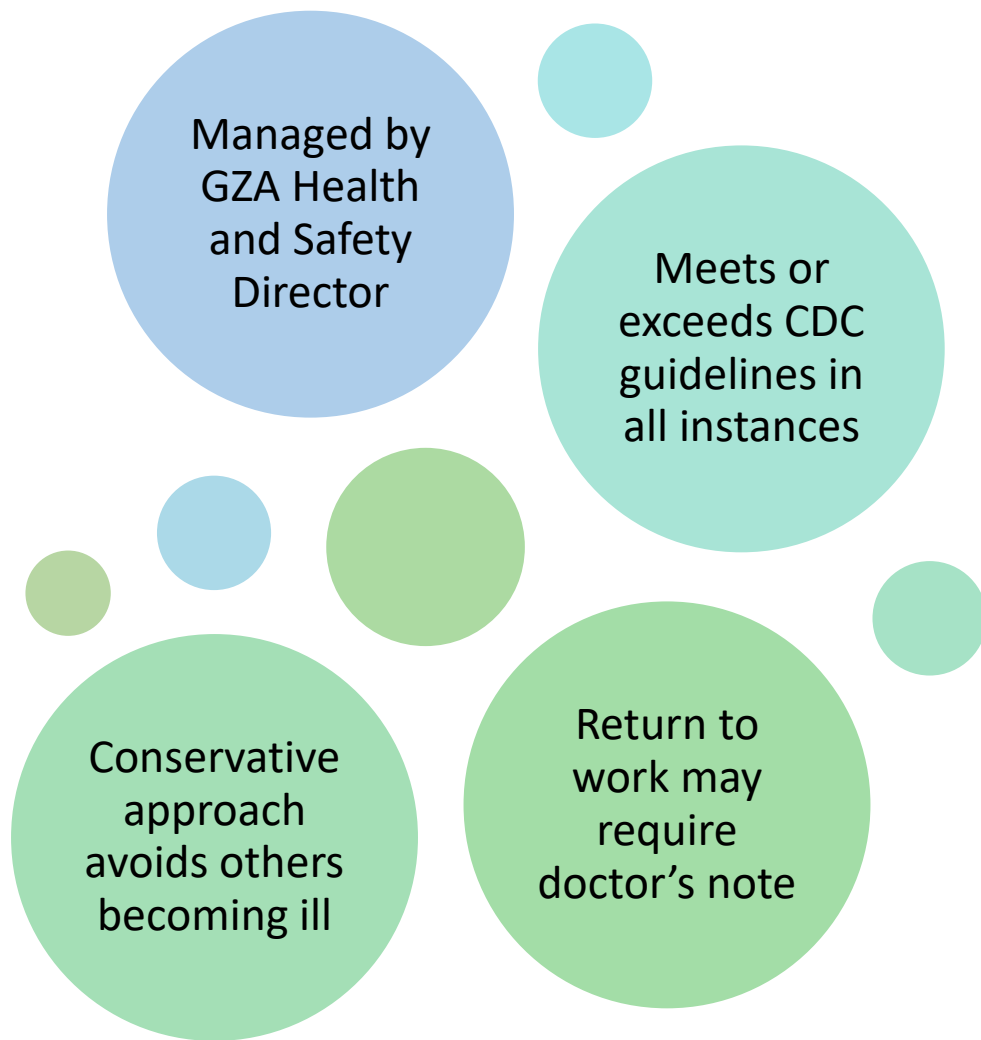 Managed by
GZA Health
and Safety
Director
Meets or
exceeds CDC
guidelines in
all instances
Conservative
approach
avoids others
becoming ill
Return to
work may
require
doctor’s note